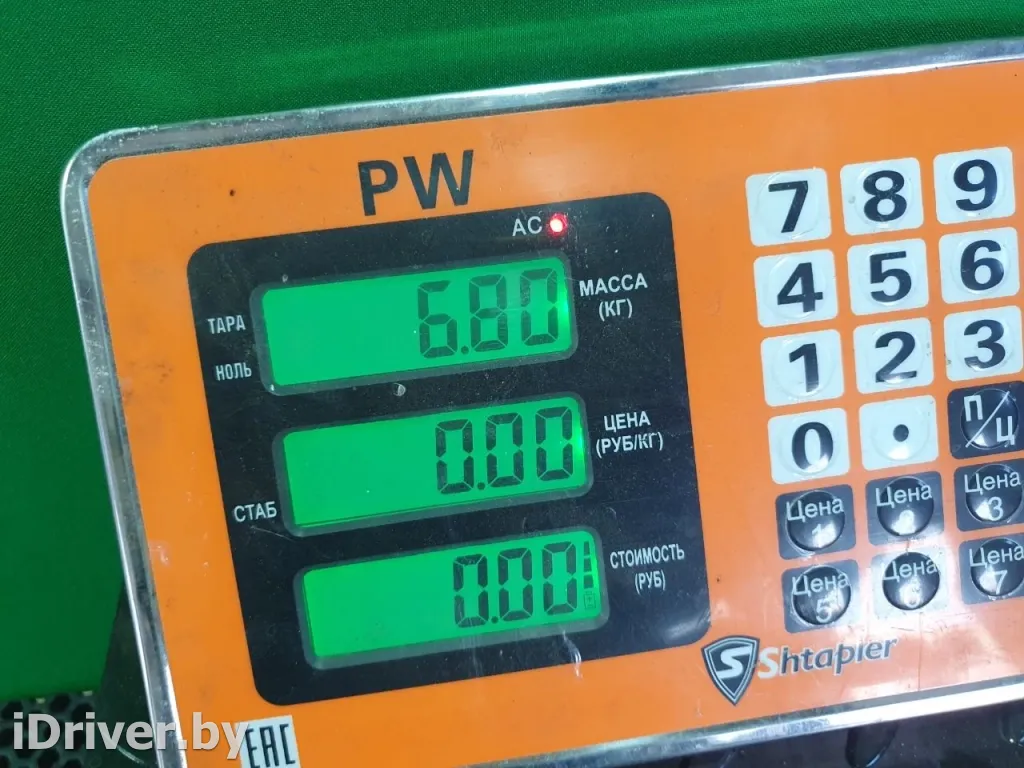 PW
AC
ТАРА
НОЛЬ
6.80
МАССА
(КГ)
0.00
ЦЕНА
(РУБ/КГ)
СТАБ
0.00
СТОИМОСТЬ
(РУБ)
7 8 9
4 5 6
1 2 3
0 . П/Ц
Цена 1
Цена 2
Цена 3
Цена 5
Цена 6
Цена 7
Shtapler
iDriver.by
EAC